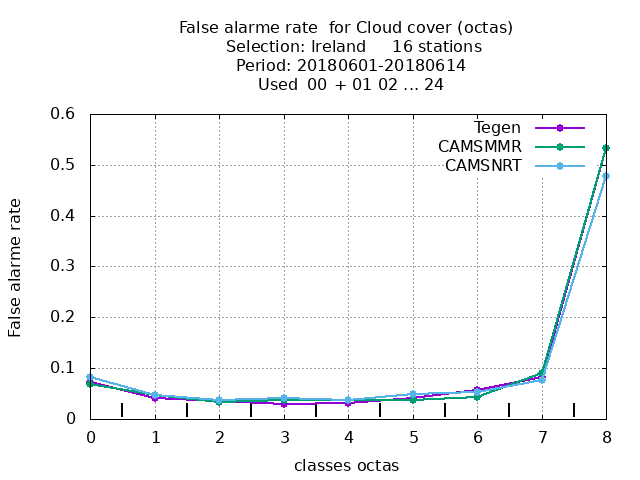 False alarme rate  for Cloud cover (octas)
Selection: Ireland     16 stations
Period: 20180601-20180614
Used  00  + 01 02 ... 24
False alarme rate
0.6
0.5
0.4
0.3
0.2
0.1
0
Tegen
CAMSMMR
CAMSNRT
0 1 2 3 4 5 6 7 8
classes octas